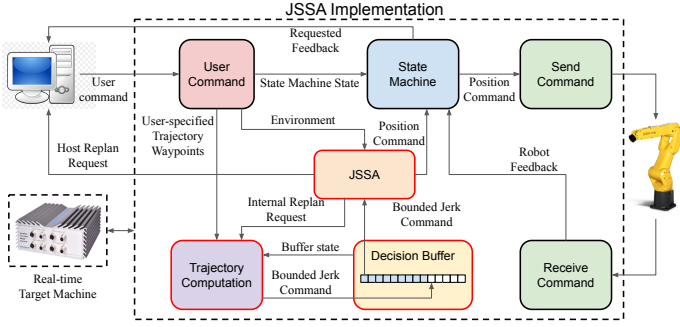 JSSA Implementation
Requested
Feedback
User
command
User
Command
State Machine State
State
Machine
Position
Command
Send
Command
User-specified
Trajectory
Waypoints
Environment
Position
Command
Host Replan
Request
JSSA
Robot
Feedback
Internal Replan
Request
Bounded Jerk
Command
Real-time
Target Machine
Trajectory
Computation
Buffer state
Bounded Jerk
Command
Decision Buffer
Receive
Command